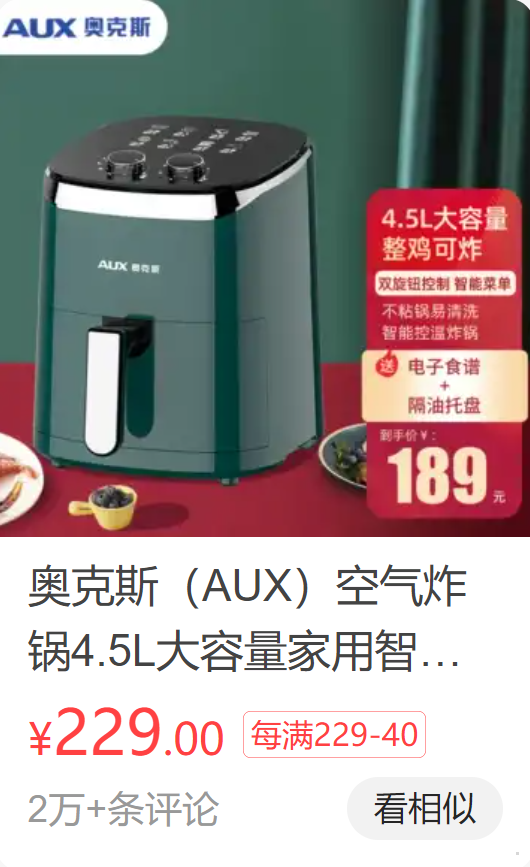 AUX 奥克斯
AUX 奥克斯
4.5L大容量
整鸡可炸
双旋钮控制 智能菜单
不粘锅易清洗
智能控温炸锅
送 电子食谱
+
隔油托盘
到手价￥:
189元
奥克斯（AUX）空气炸
锅4.5L大容量家用智...
¥229.00 每满229-40
2万+条评论 看相似